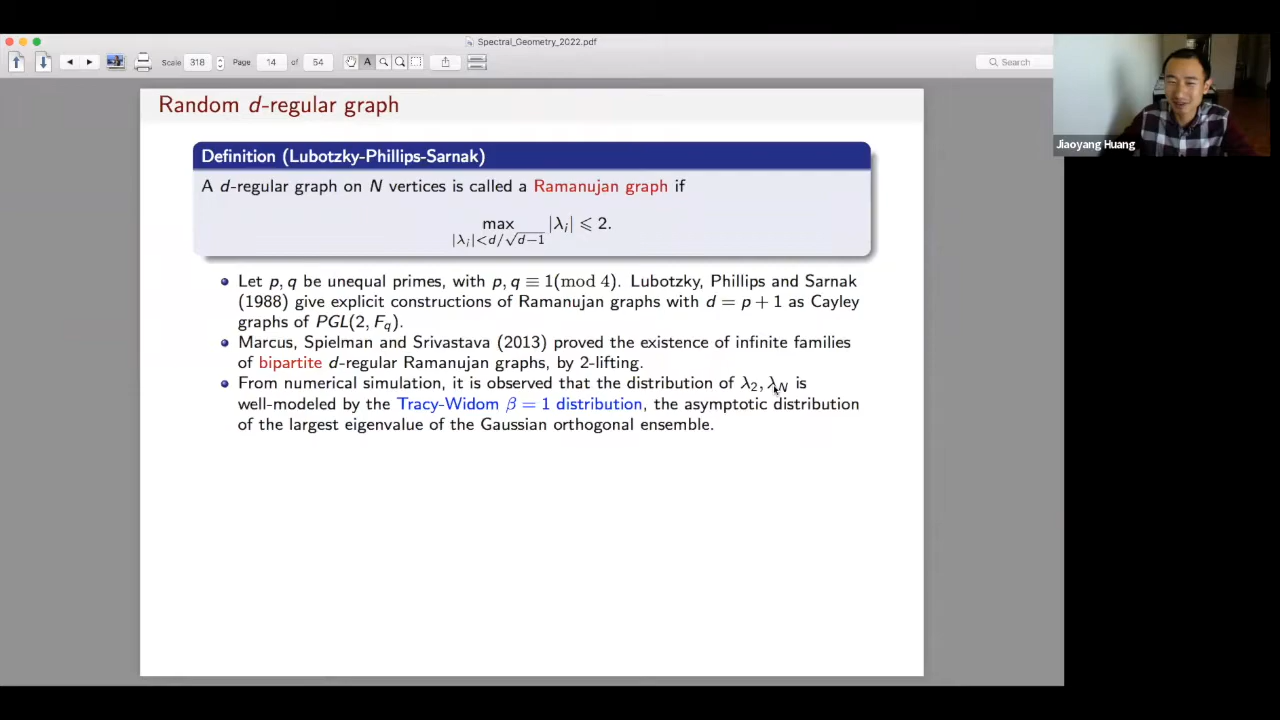 Spectral_Geometry_2022.pdf
Scale 318 Page 14 of 54 A Search
Random d-regular graph
Jiaoyang Huang
Definition (Lubotzky-Phillips-Sarnak)
A d-regular graph on N vertices is called a Ramanujan graph if
max |λᵢ| ⩽ 2.
|λᵢ|<d/√d−1
• Let p, q be unequal primes, with p, q ≡ 1(mod 4). Lubotzky, Phillips and Sarnak
(1988) give explicit constructions of Ramanujan graphs with d = p + 1 as Cayley
graphs of PGL(2, F_q).
• Marcus, Spielman and Srivastava (2013) proved the existence of infinite families
of bipartite d-regular Ramanujan graphs, by 2-lifting.
• From numerical simulation, it is observed that the distribution of λ₂, λ_N is
well-modeled by the Tracy-Widom β = 1 distribution, the asymptotic distribution
of the largest eigenvalue of the Gaussian orthogonal ensemble.